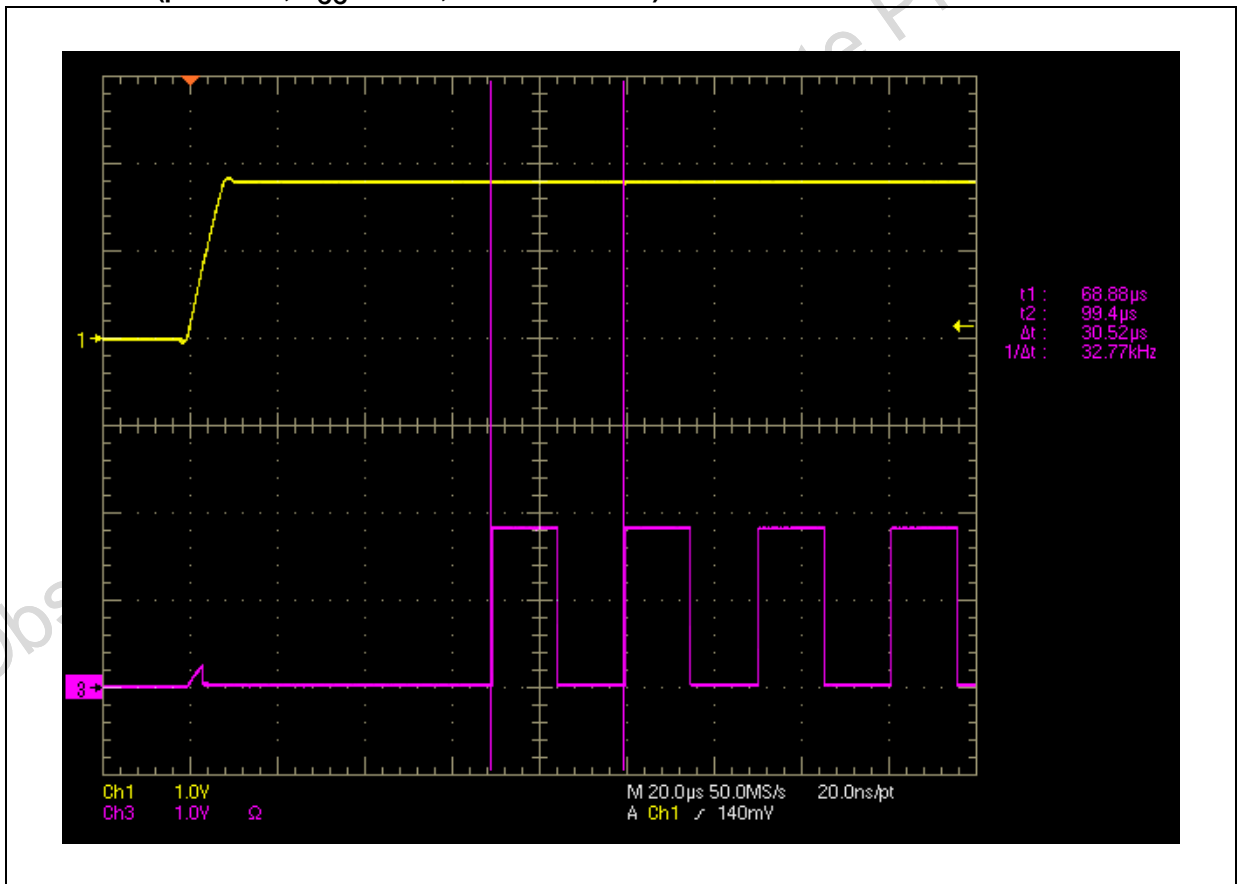 1
t1 : 68.88µs
t2 : 99.4µs
Δt : 30.52µs
1/Δt : 32.77kHz
3
Ch1 1.0V
Ch3 1.0V Ω
M 20.0µs 50.0MS/s 20.0ns/pt
A Ch1 140mV